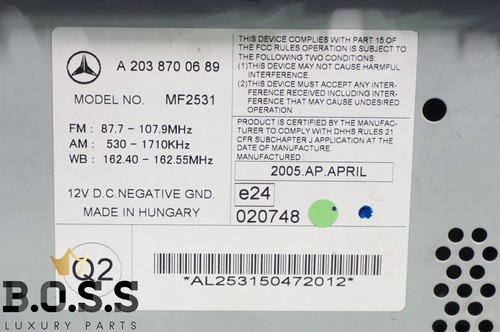 A 203 870 06 89
MODEL NO. MF2531
FM : 87.7 - 107.9MHz
AM : 530 - 1710KHz
WB : 162.40 - 162.55MHz
12V D.C.NEGATIVE GND.
MADE IN HUNGARY
THIS DEVICE COMPLIES WITH PART 15 OF
THE FCC RULES OPERATION IS SUBJECT TO
THE FOLLOWING TWO CONDITIONS:
(1)THIS DEVICE MAY NOT CAUSE HARMFUL
INTERFERENCE.
(2)THIS DEVICE MUST ACCEPT ANY INTER-
FERENCE RECEIVED INCLUDING INTERFERENCE
THAT MAY CAUSE UNDESIRED
OPERATION
PRODUCT IS CERTIFIED BY THE MANUFAC-
TURER TO COMPLY WITH DHHS RULES 21
CFR SUBCHAPTER J APPLICATION AT THE
DATE OF MANUFACTURE
MANUFACTURED :
2005.AP.APRIL
e24
020748
Q2
*AL253150472012*
B.O.S.S
LUXURY PARTS